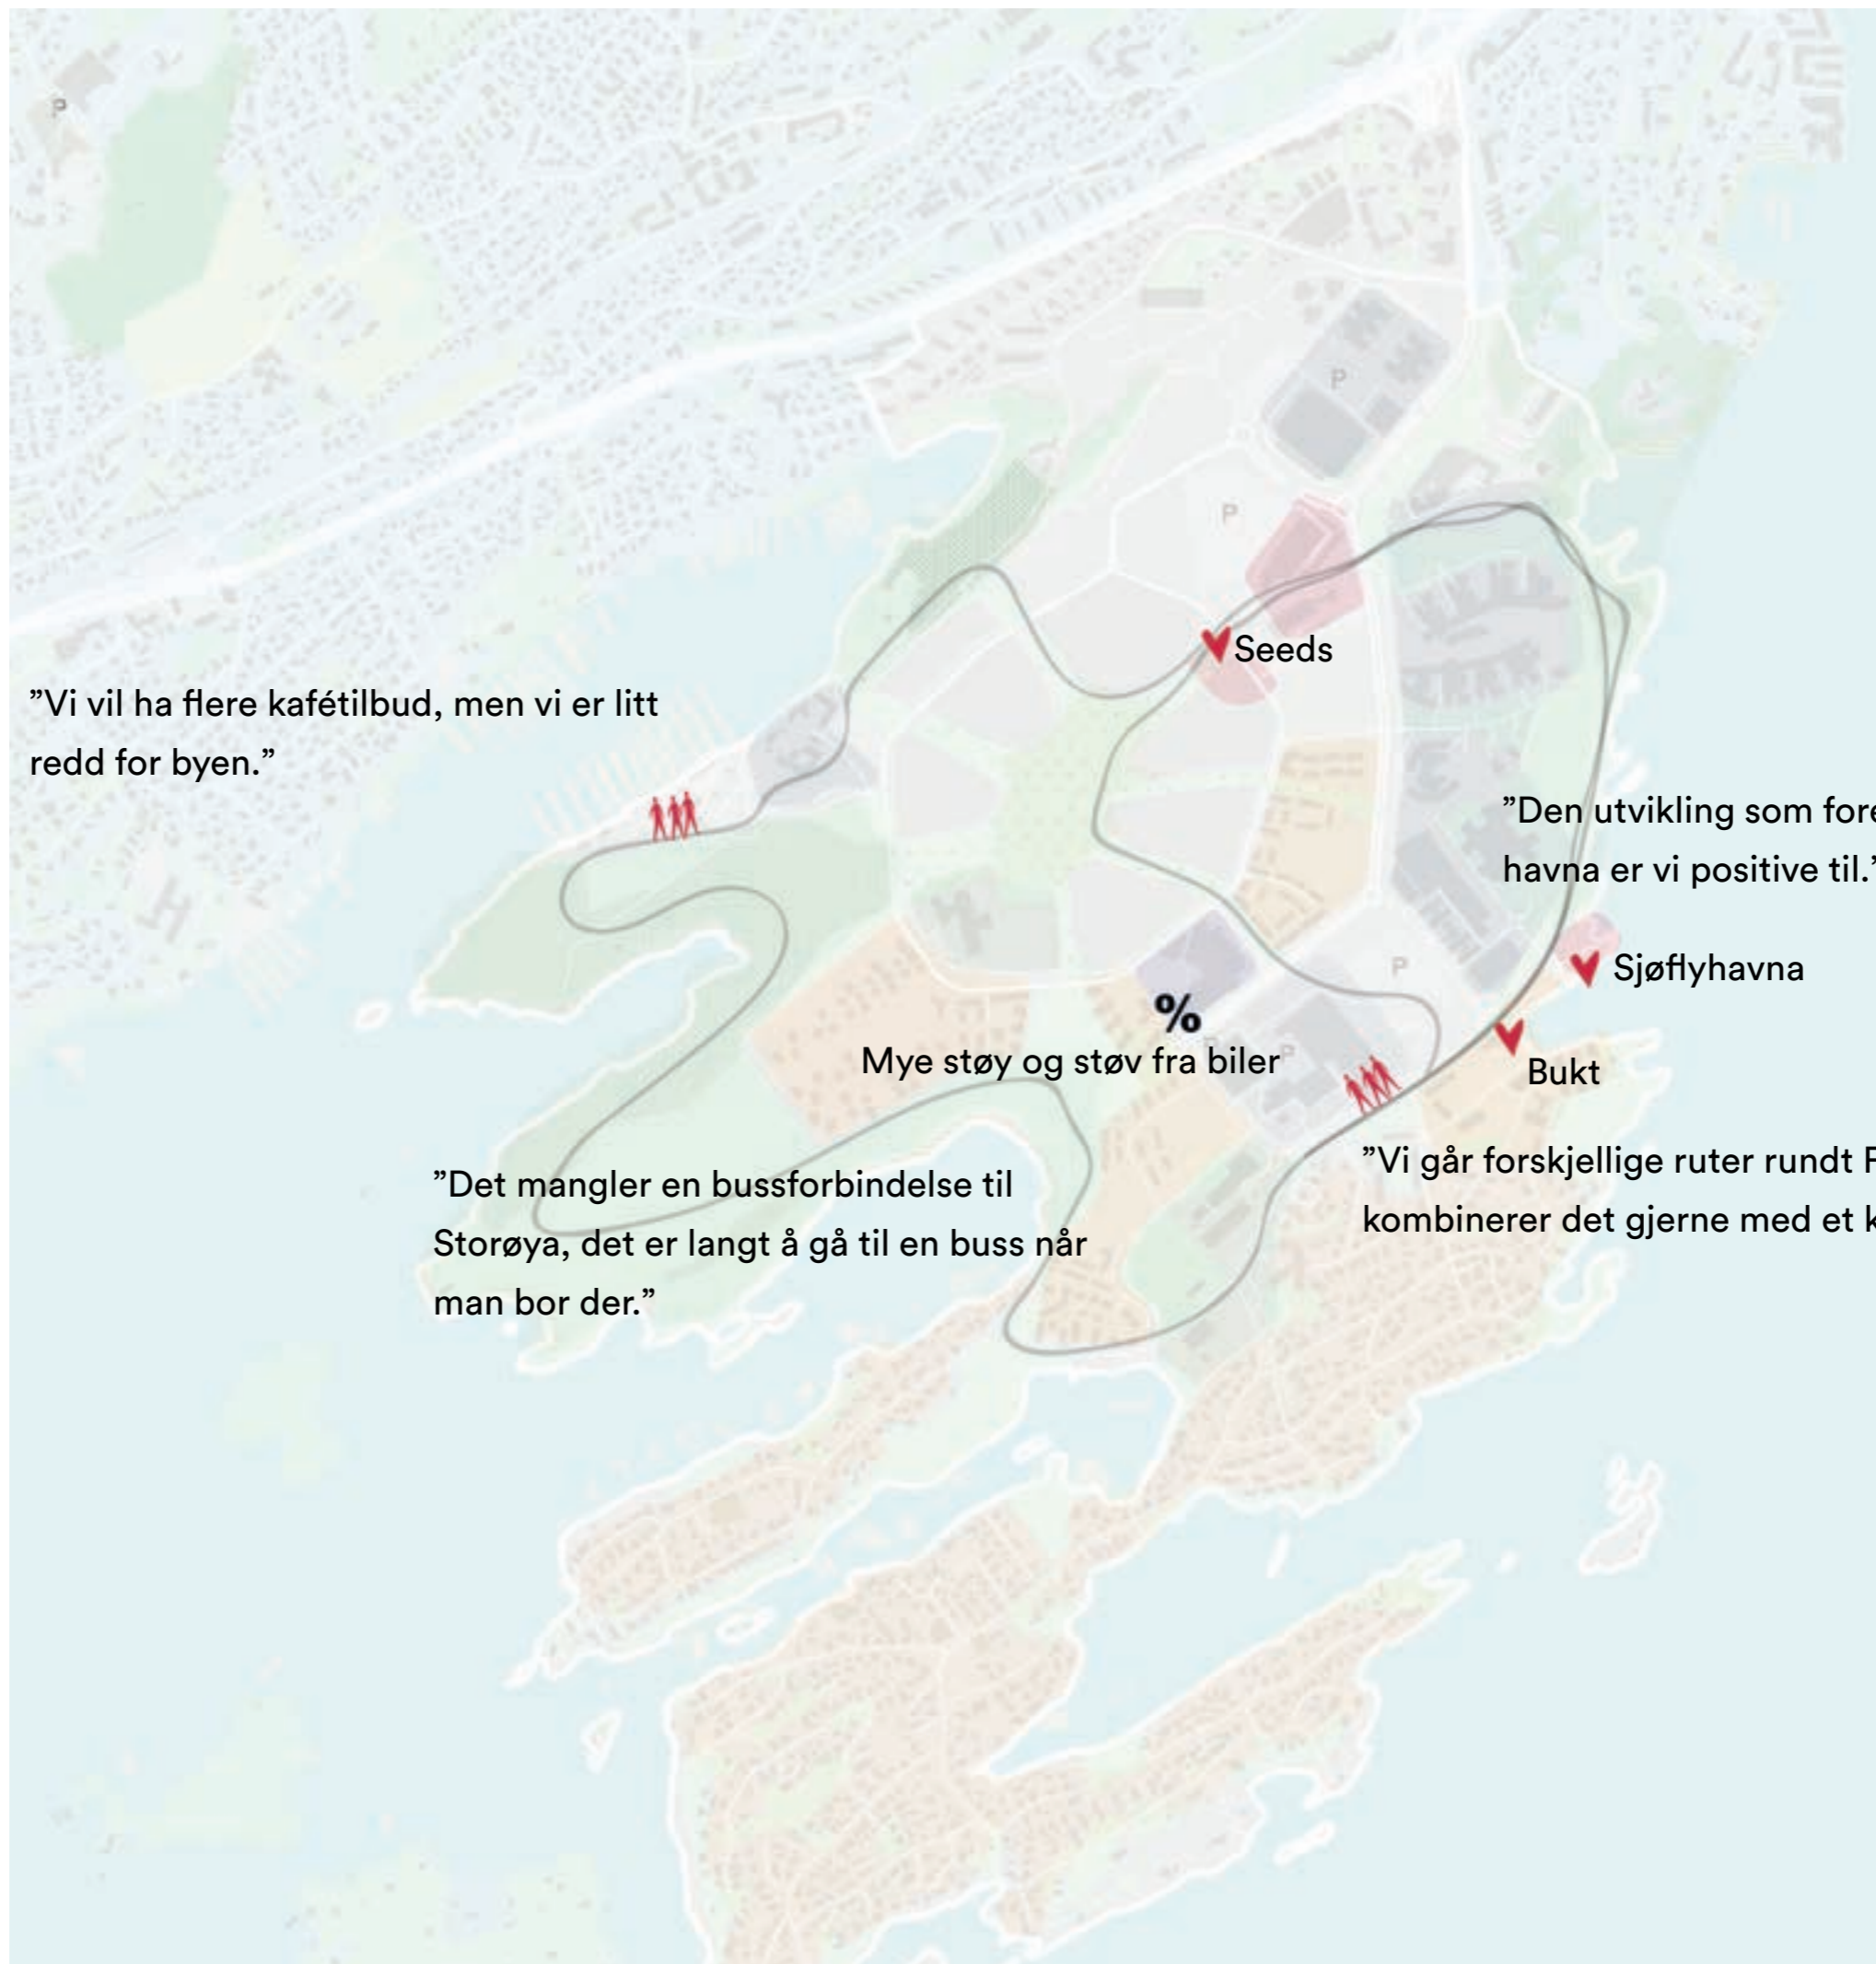 Seeds
”Vi vil ha flere kafétilbud, men vi er litt
redd for byen.”
”Den utvikling som
havna er vi positive til.”
Sjøflyhavna
%
Mye støy og støv fra biler
Bukt
”Det mangler en bussforbindelse til
Storøya, det er langt å gå til en buss når
man bor der.”
”Vi går forskjellige ruter rundt
kombinerer det gjerne med et
P
P
P
P
P